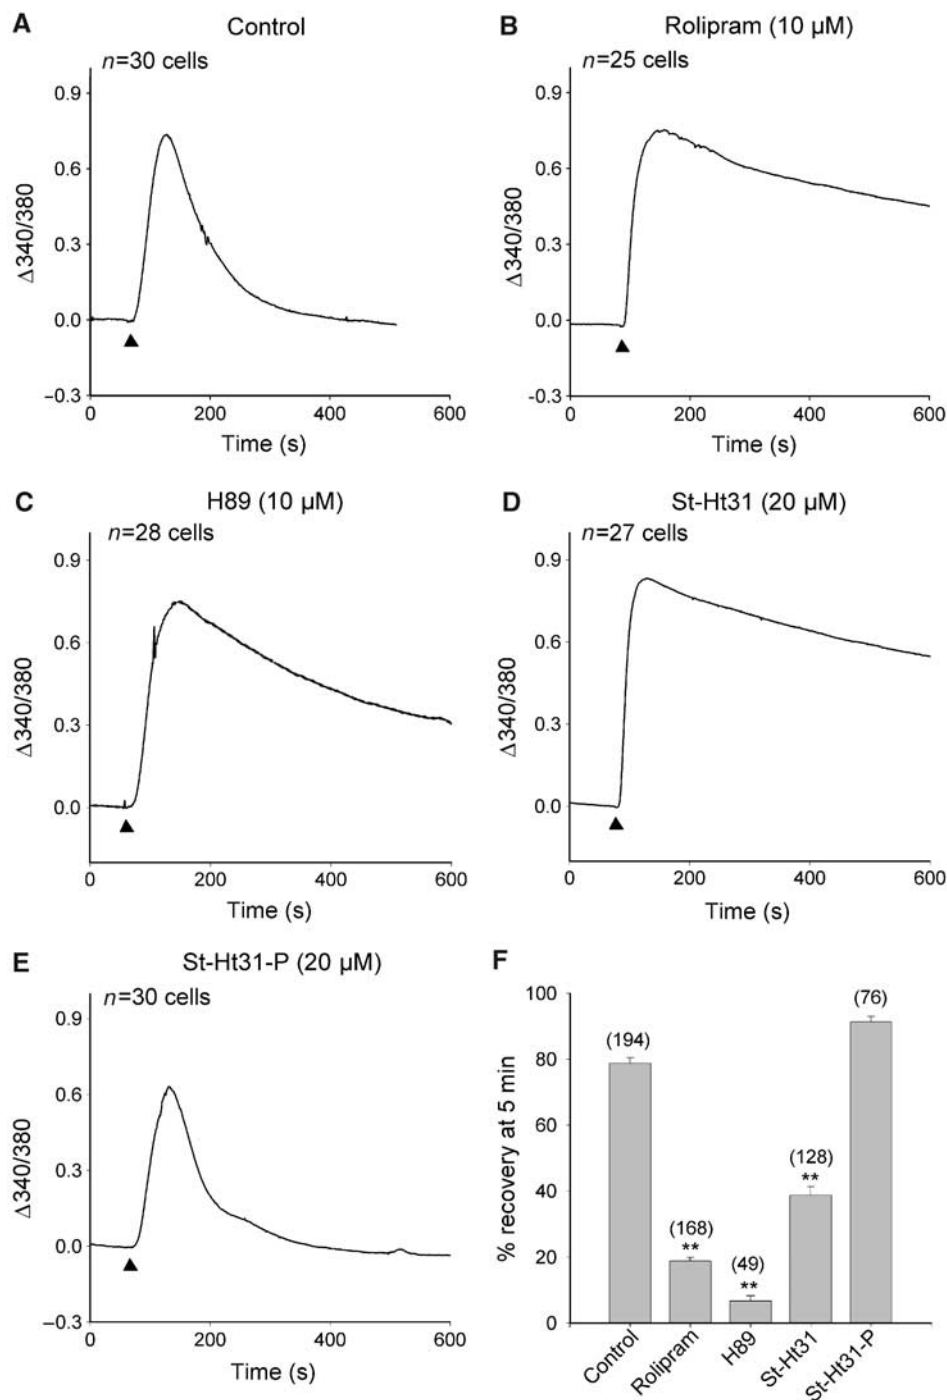 A
Control
n=30 cells
0.9
0.6
0.3
0.0
–0.3
Δ340/380
0
200
400
600
Time (s)
B
Rolipram (10 μM)
n=25 cells
0.9
0.6
0.3
0.0
–0.3
Δ340/380
0
200
400
600
Time (s)
C
H89 (10 μM)
n=28 cells
0.9
0.6
0.3
0.0
Δ340/380
0
200
400
600
Time (s)
D
St-Ht31 (20 μM)
n=27 cells
0.9
0.6
0.3
0.0
Δ340/380
0
200
400
600
Time (s)
E
St-Ht31-P (20 μM)
n=30 cells
0.9
0.6
0.3
0.0
–0.3
Δ340/380
0
200
400
600
Time (s)
F
100
80
60
40
20
0
% recovery at 5 min
(194)
(168)
**
(49)
**
(128)
**
(76)
Control
Rolipram
H89
St-Ht31
St-Ht31-P